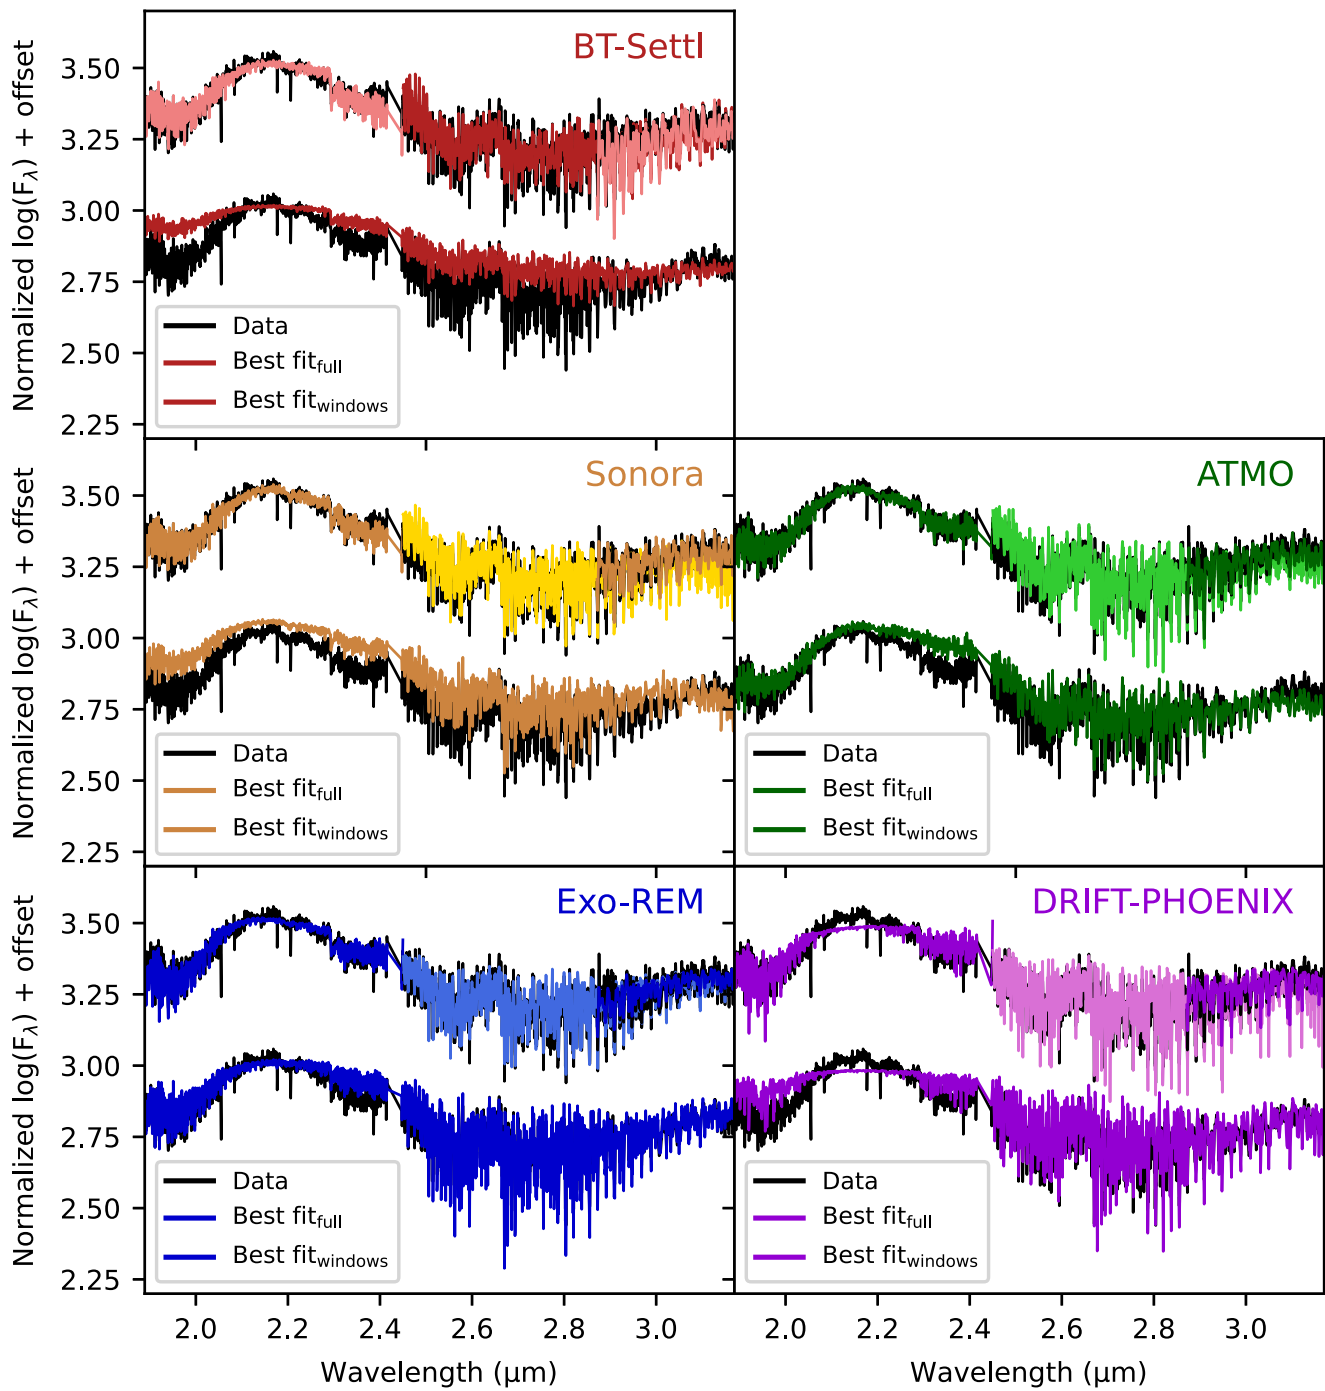 BT-Settl
Normalized log(Fλ) + offset
3.50
3.25
3.00
2.75
2.50
2.25
Data
Best fit_full
Best fit_windows
Sonora
Normalized log(Fλ) + offset
3.50
3.25
3.00
2.75
2.50
2.25
Data
Best fit_full
Best fit_windows
ATMO
Data
Best fit_full
Best fit_windows
Exo-REM
Normalized log(Fλ) + offset
3.50
3.25
3.00
2.75
2.50
2.25
Data
Best fit_full
Best fit_windows
2.0 2.2 2.4 2.6 2.8 3.0
Wavelength (μm)
DRIFT-PHOENIX
Data
Best fit_full
Best fit_windows
2.0 2.2 2.4 2.6 2.8 3.0
Wavelength (μm)